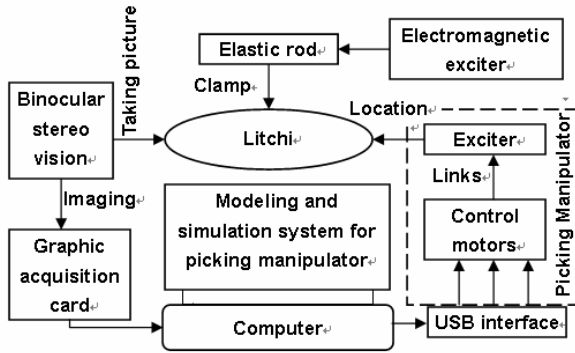 Elastic rod
Electromagnetic
exciter
Clamp
Taking picture
Binocular
stereo
vision
Litchi
Location
Exciter
Picking Manipulator
Links
Imaging
Modeling and
simulation system for
picking manipulator
Control
motors
Graphic
acquisition
card
Computer
USB interface